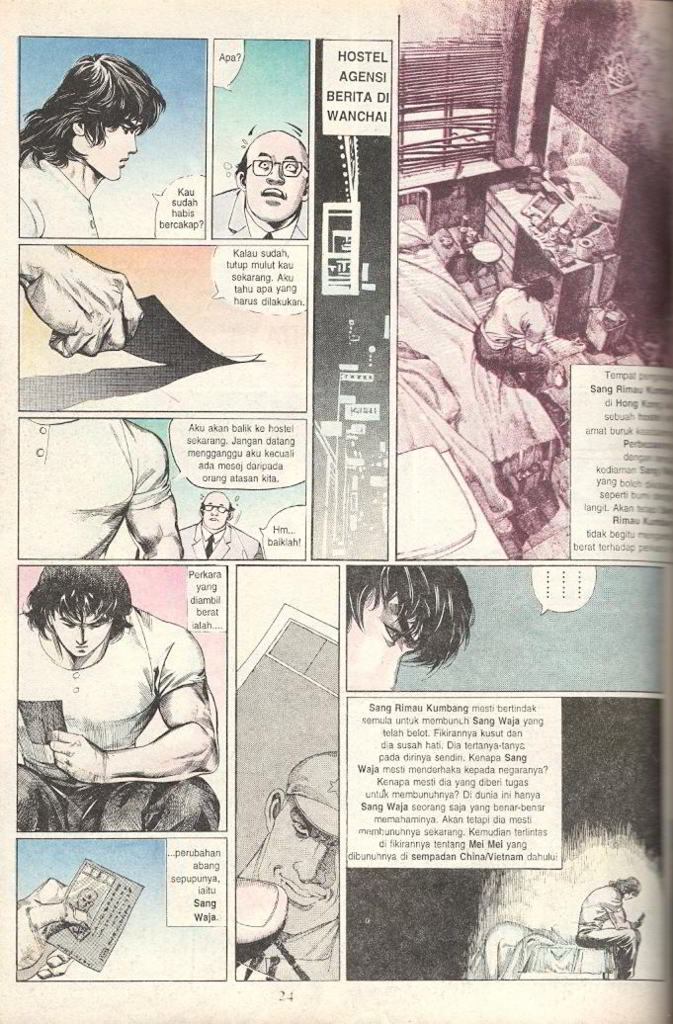 Kau
sudah
habis
bercakap?
Apa?
Kalau sudah,
tutup mulut kau
sekarang. Aku
tahu apa yang
harus dilakukan.
Aku akan balik ke hostel
sekarang. Jangan datang
mengganggu aku kecuali
ada mesej daripada
orang atasan kita.
Hm...
baiklah!
HOSTEL
AGENSI
BERITA DI
WANCHAI
Tempat
Sang Rimau
di Hong
sebuah
amat buruk
dengan
kediaman Sang
yang boleh
seperti bumi
langit. Akan
Rimau
tidak begitu
berat terhadap
Perkara
yang
diambil
berat
ialah....
...perubahan
abang
sepupunya,
iaitu
Sang
Waja.
......
Sang Rimau Kumbang mesti bertindak
semula untuk membunuh Sang Waja yang
telah belot. Fikirannya kusut dan
dia susah hati. Dia tertanya-tanya
pada dirinya sendiri. Kenapa Sang
Waja mesti menderhaka kepada negaranya?
Kenapa mesti dia yang diberi tugas
untuk membunuhnya? Di dunia ini hanya
Sang Waja seorang saja yang benar-benar
memahaminya. Akan tetapi dia mesti
membunuhnya sekarang. Kemudian terlintas
di fikirannya tentang Mei Mei yang
dibunuhnya di sempadan China/Vietnam dahulu!
24